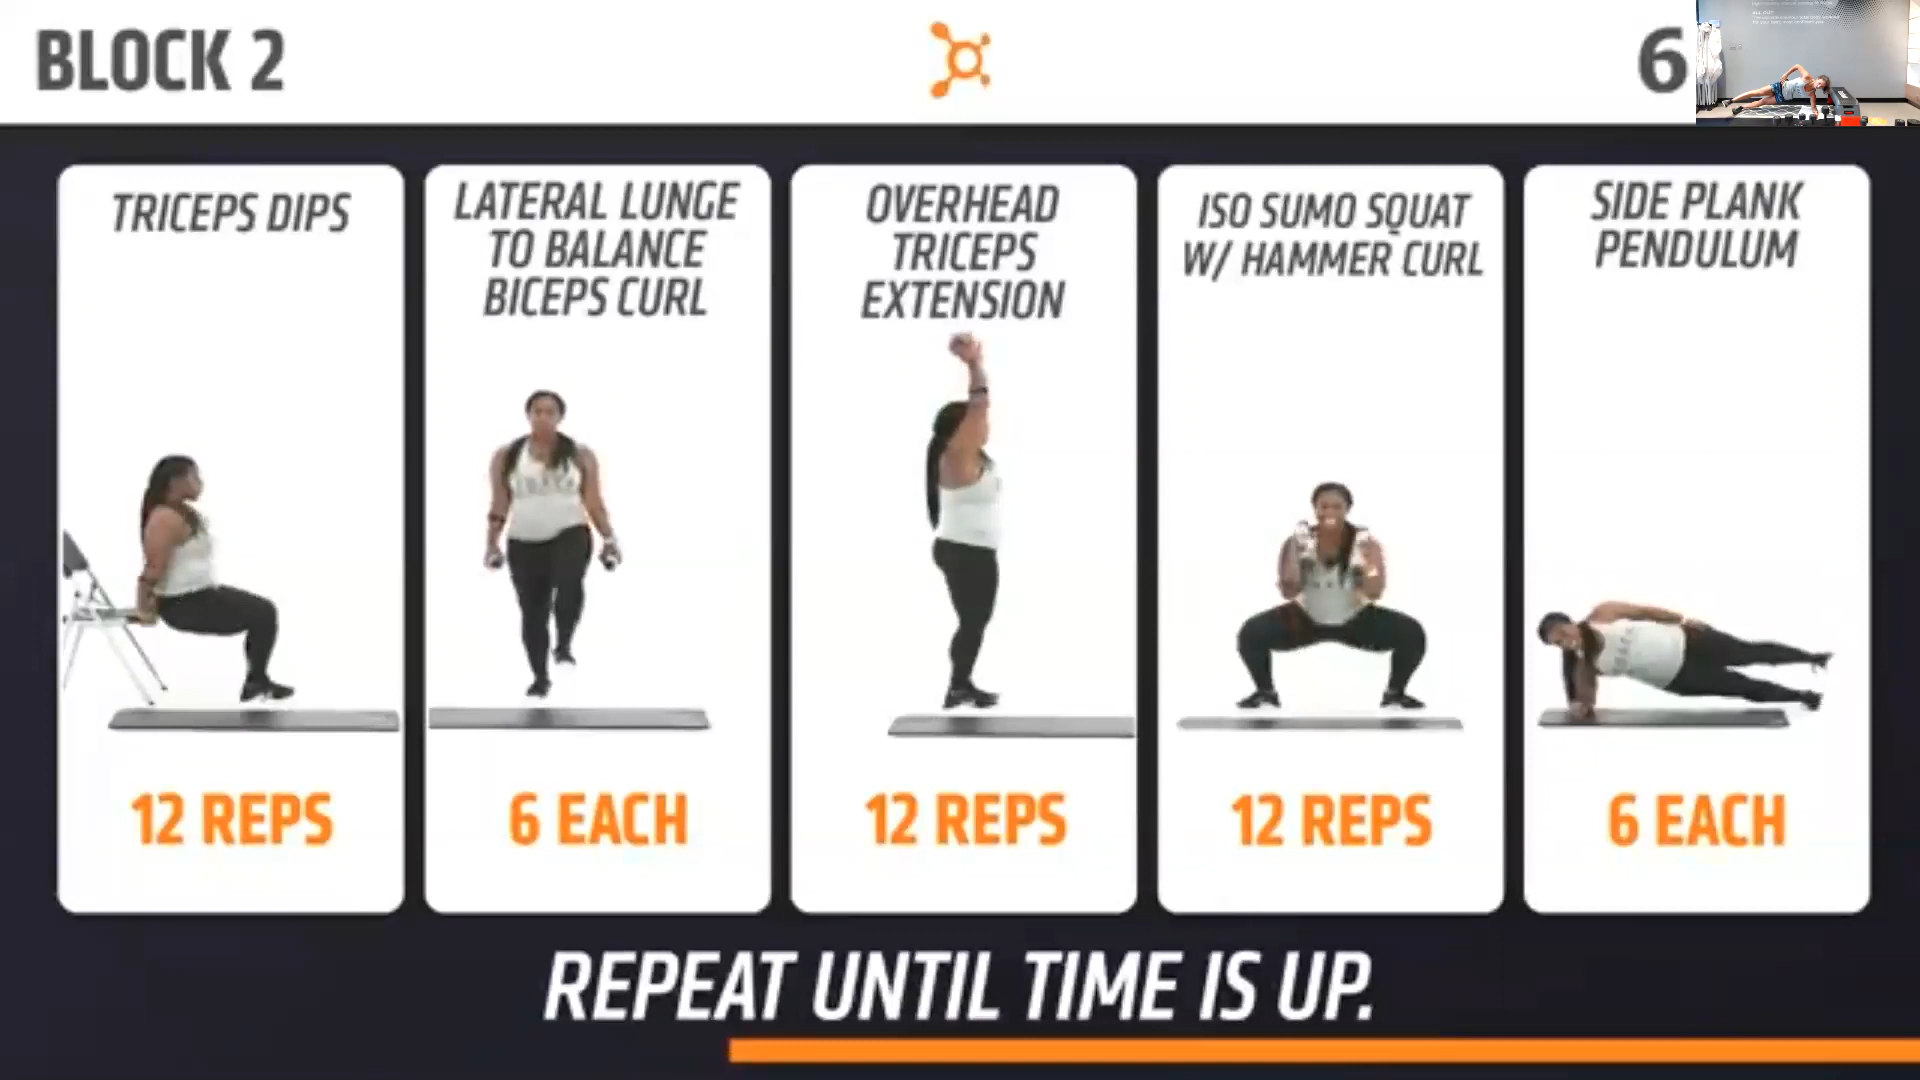 BLOCK 2
6
TRICEPS DIPS
LATERAL LUNGE
TO BALANCE
BICEPS CURL
OVERHEAD
TRICEPS
EXTENSION
ISO SUMO SQUAT
W/ HAMMER CURL
SIDE PLANK
PENDULUM
12 REPS
6 EACH
12 REPS
12 REPS
6 EACH
REPEAT UNTIL TIME IS UP.